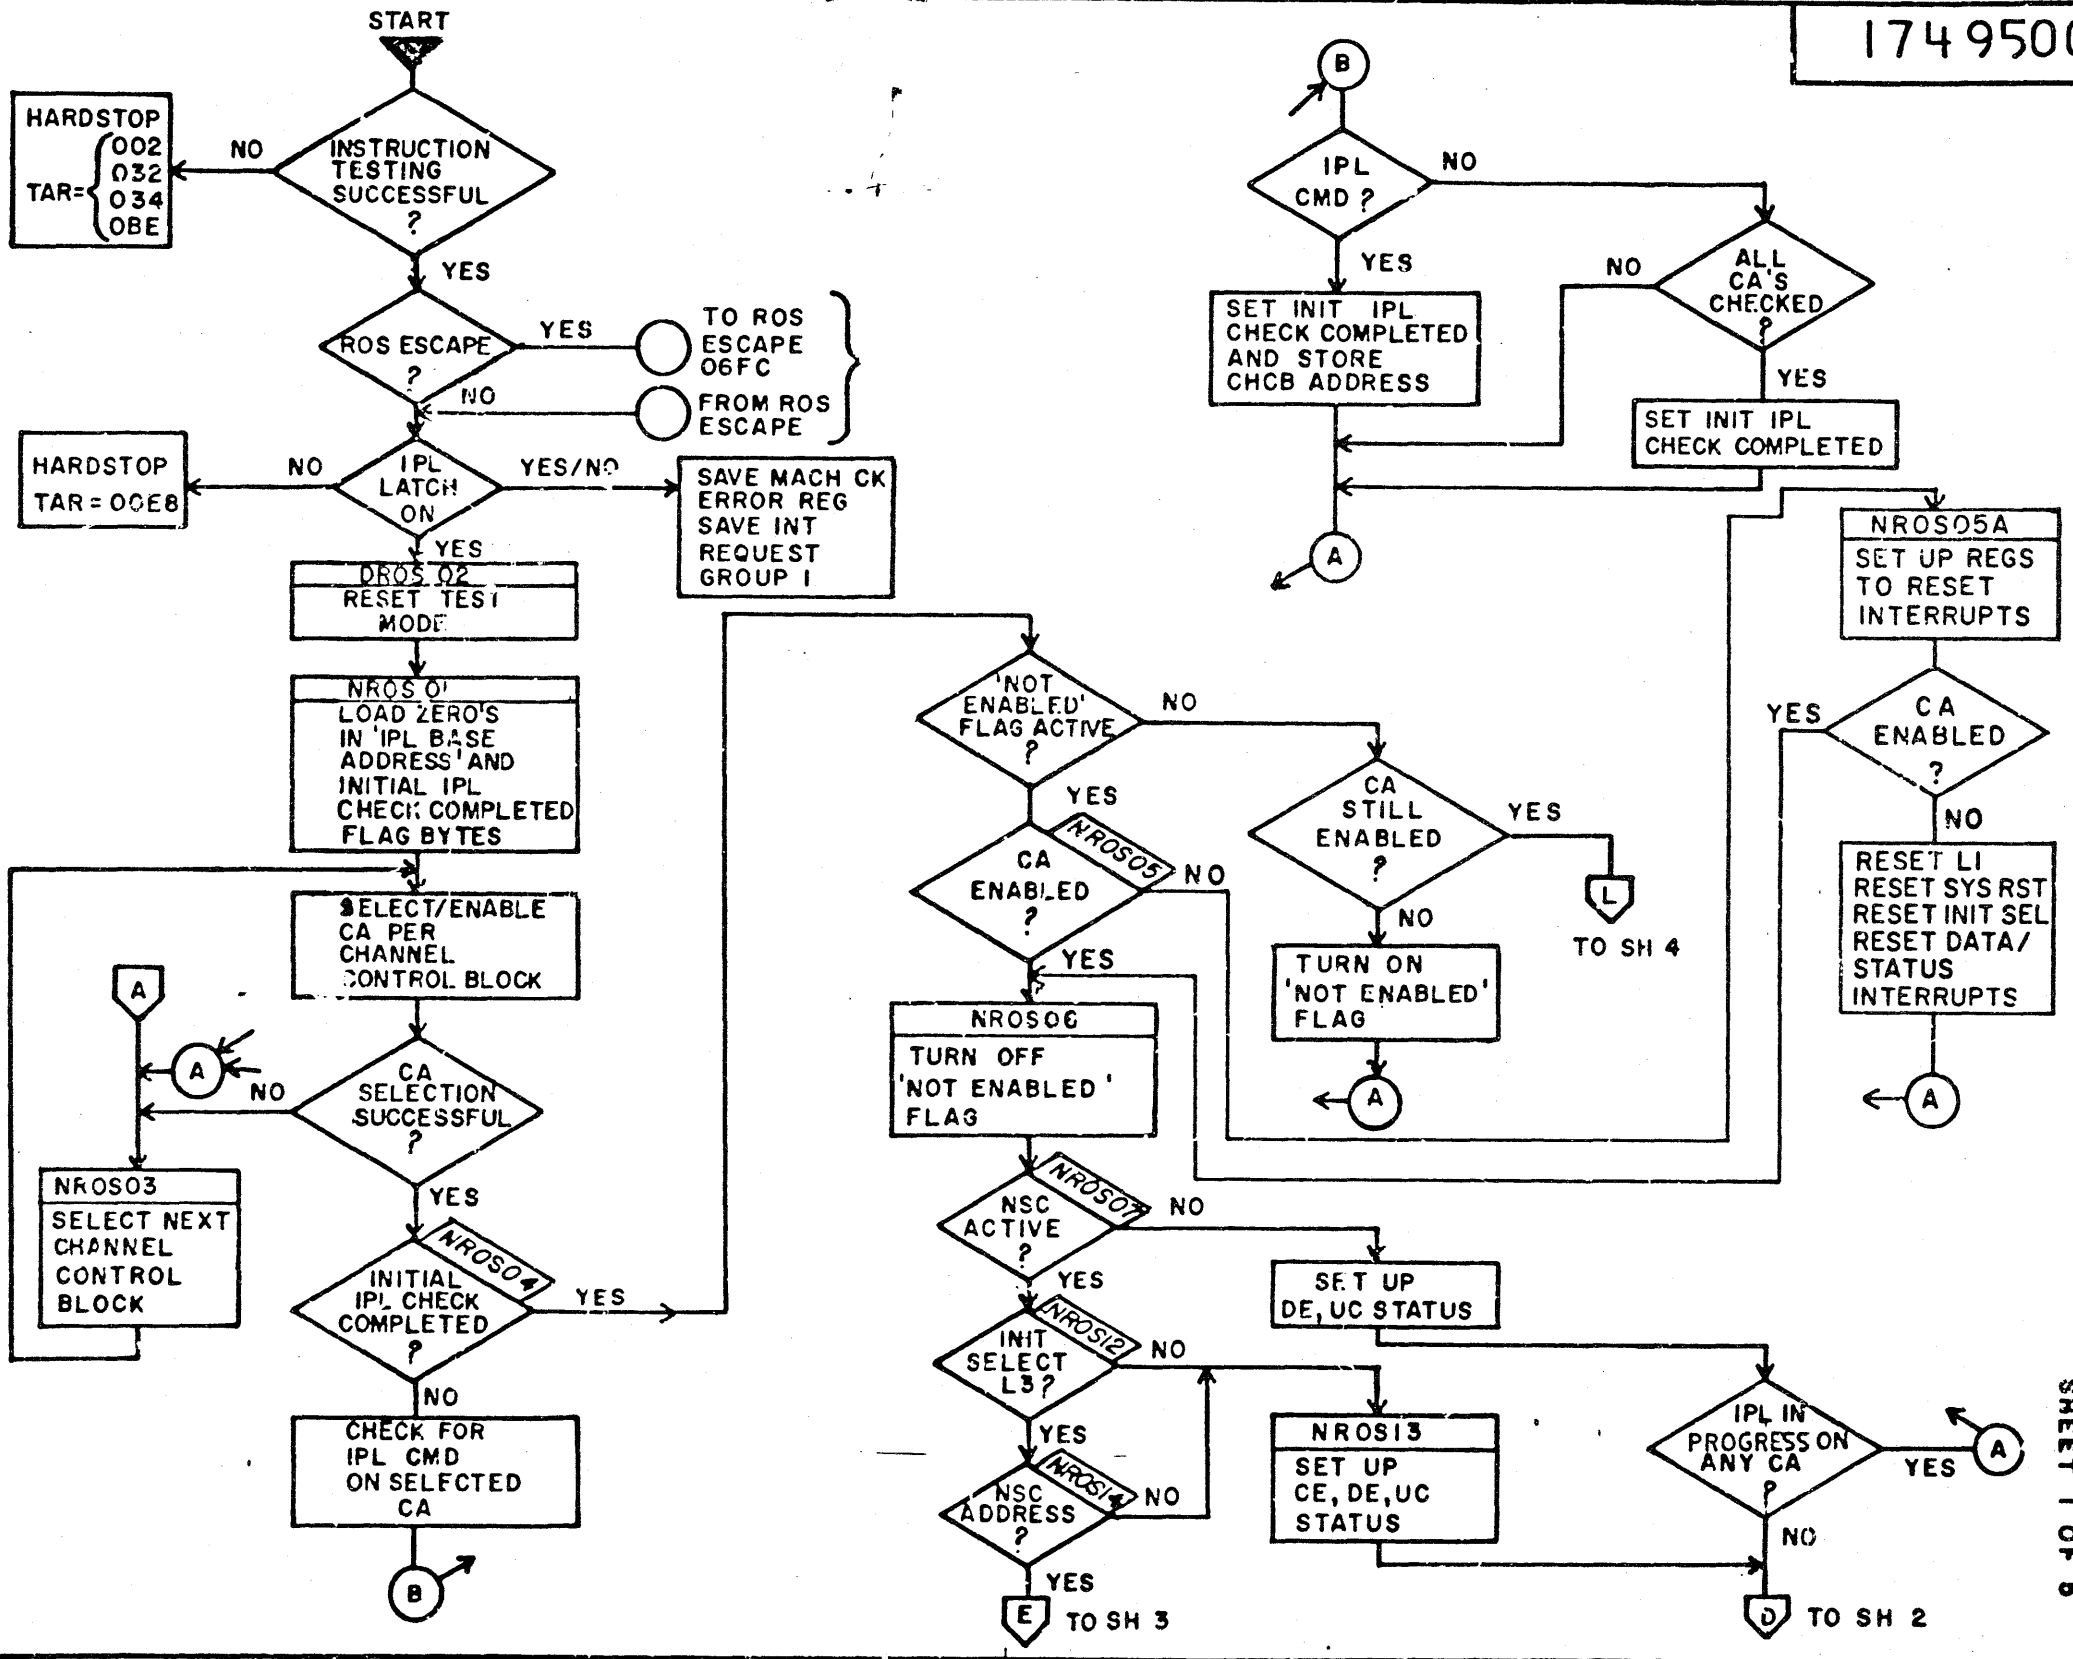 START
1749500
HARDSTOP
TAR=
002
032
034
0BE
NO
INSTRUCTION
TESTING
SUCCESSFUL
?
YES
ROS ESCAPE
?
YES
TO ROS
ESCAPE
06FC
NO
FROM ROS
ESCAPE
HARDSTOP
TAR=00E8
NO
IPL
LATCH
ON
YES/NO
SAVE MACH CK
ERROR REG
SAVE INT
REQUEST
GROUP 1
YES
DROS 02
RESET TEST
MODE
NROS 01
LOAD ZERO'S
IN 'IPL BASE
ADDRESS' AND
INITIAL IPL
CHECK COMPLETED
FLAG BYTES
SELECT/ENABLE
CA PER
CHANNEL
CONTROL BLOCK
A
A
NO
CA
SELECTION
SUCCESSFUL
?
YES
NROS03
SELECT NEXT
CHANNEL
CONTROL
BLOCK
NROS04
INITIAL
IPL CHECK
COMPLETED
?
YES
NO
CHECK FOR
IPL CMD
ON SELECTED
CA
B
B
IPL
CMD ?
NO
YES
SET INIT IPL
CHECK COMPLETED
AND STORE
CHCB ADDRESS
ALL
CA'S
CHECKED
?
NO
YES
SET INIT IPL
CHECK COMPLETED
A
'NOT
ENABLED'
FLAG ACTIVE
?
NO
YES
CA
STILL
ENABLED
?
YES
L
TO SH 4
NO
TURN ON
'NOT ENABLED'
FLAG
A
NROS05
CA
ENABLED
?
NO
YES
NROS05A
SET UP REGS
TO RESET
INTERRUPTS
CA
ENABLED
?
YES
NO
RESET L1
RESET SYS RST
RESET INIT SEL
RESET DATA/
STATUS
INTERRUPTS
A
NROS06
TURN OFF
'NOT ENABLED'
FLAG
NROS07
NSC
ACTIVE
?
NO
YES
SET UP
DE, UC STATUS
NROS12
INIT
SELECT
L3?
NO
YES
NROS13
SET UP
CE, DE, UC
STATUS
NROS14
NSC
ADDRESS
?
NO
YES
E
TO SH 3
IPL IN
PROGRESS ON
ANY CA
?
YES
A
NO
D
TO SH 2
SHEET 1 OF